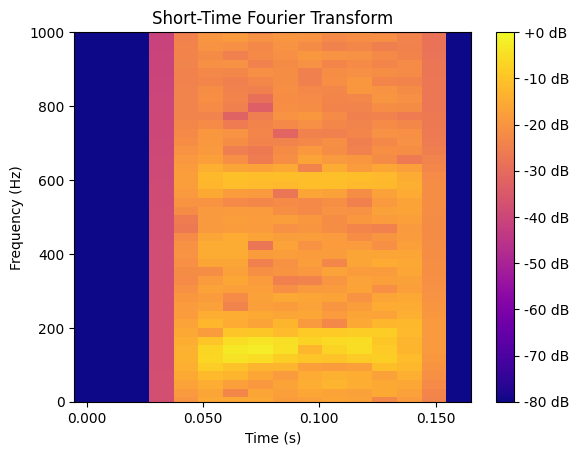 Short-Time Fourier Transform
1000
800
600
400
200
0
Frequency (Hz)
0.000
0.050
0.100
0.150
Time (s)
+0 dB
-10 dB
-20 dB
-30 dB
-40 dB
-50 dB
-60 dB
-70 dB
-80 dB